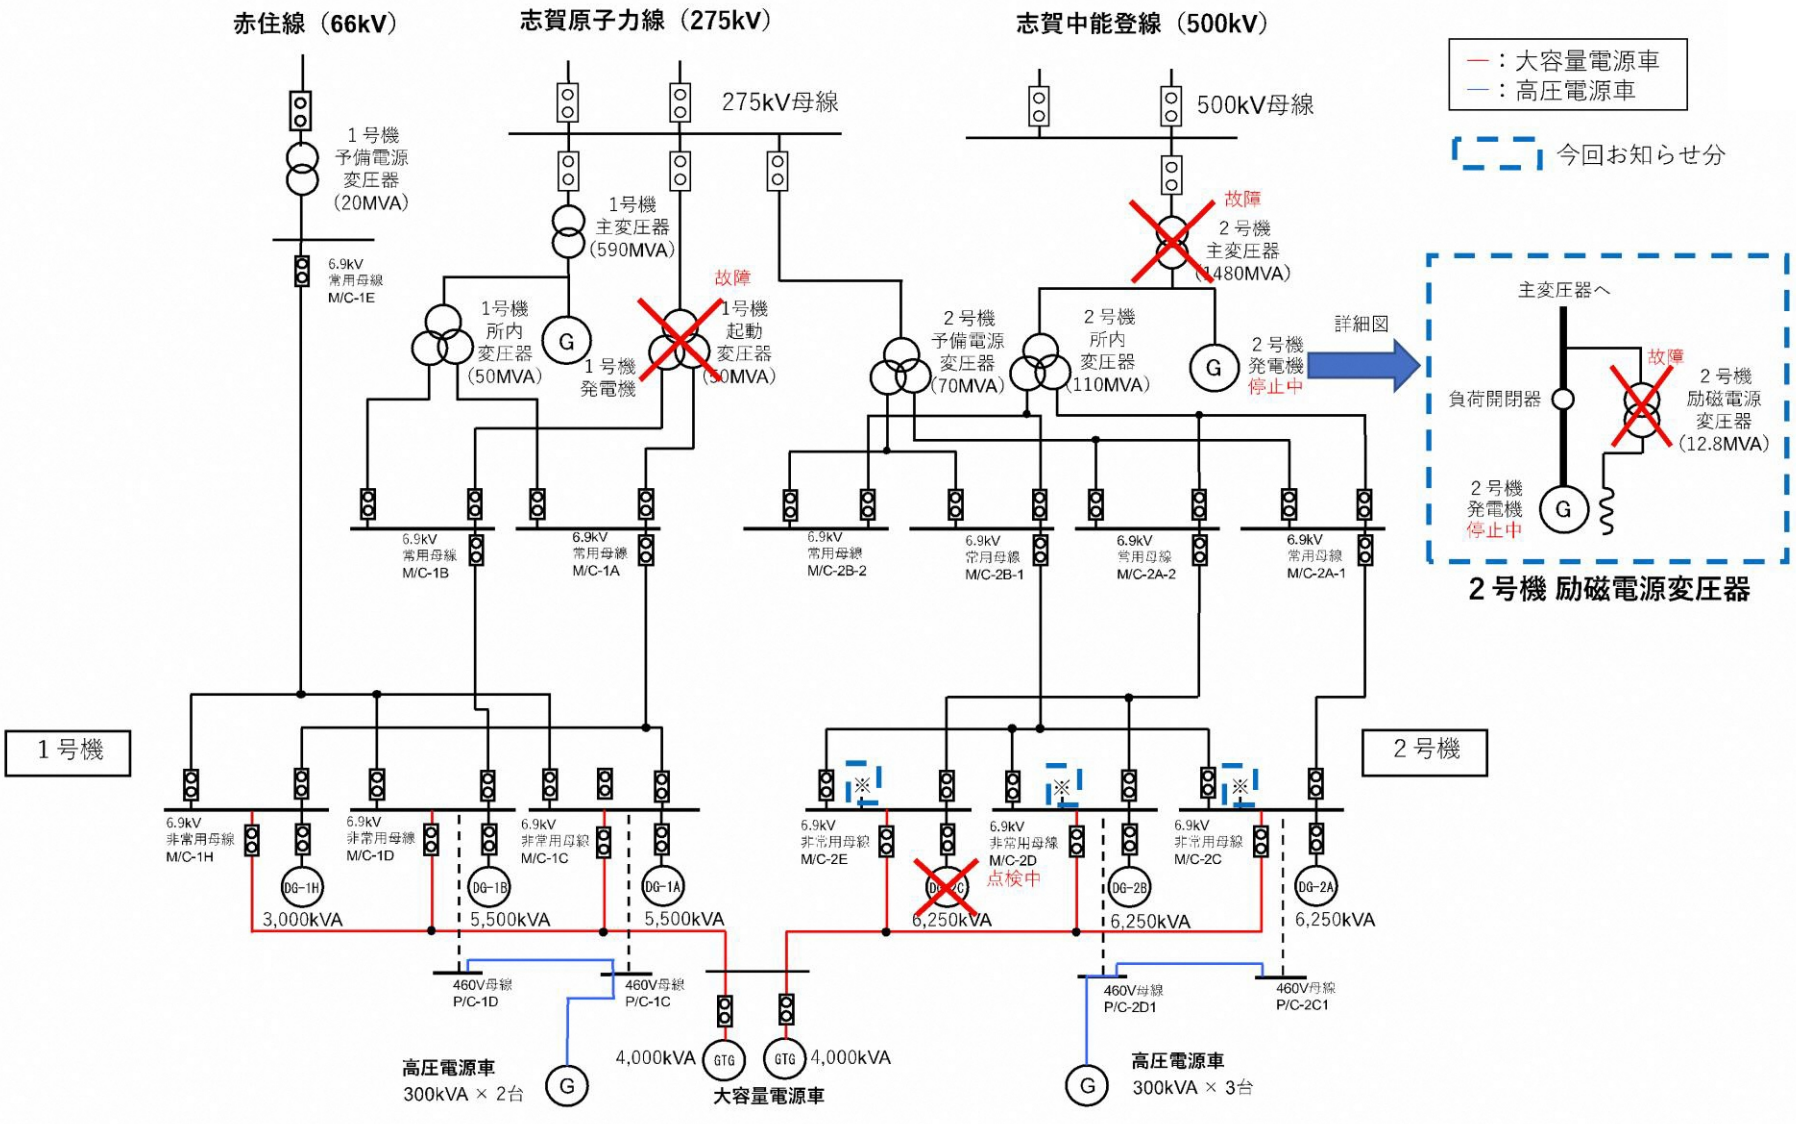 赤住線（66kV）
志賀原子力線（275kV）
志賀中能登線（500kV）
―：大容量電源車
―：高圧電源車
今回お知らせ分
275kV母線
500kV母線
１号機
予備電源
変圧器
(20MVA)
1号機
主変圧器
(590MVA)
故障
２号機
主変圧器
(1480MVA)
6.9kV
常用母線
M/C-1E
1号機
所内
変圧器
(50MVA)
G
１号機
発電機
故障
1号機
起動
変圧器
(50MVA)
２号機
予備電源
変圧器
(70MVA)
２号機
所内
変圧器
(110MVA)
G
２号機
発電機
停止中
詳細図
主変圧器へ
故障
負荷開閉器
２号機
励磁電源
変圧器
(12.8MVA)
２号機
発電機
停止中
G
２号機 励磁電源変圧器
6.9kV
常用母線
M/C-1B
6.9kV
常用母線
M/C-1A
6.9kV
常用母線
M/C-2B-2
6.9kV
常用母線
M/C-2B-1
6.9kV
常用母線
M/C-2A-2
6.9kV
常用母線
M/C-2A-1
１号機
２号機
※
※
※
6.9kV
非常用母線
M/C-1H
6.9kV
非常用母線
M/C-1D
6.9kV
非常用母線
M/C-1C
6.9kV
非常用母線
M/C-2E
6.9kV
非常用母線
M/C-2D
点検中
6.9kV
非常用母線
M/C-2C
DG-1H
3,000kVA
DG-1B
5,500kVA
DG-1A
5,500kVA
DG-2C
6,250kVA
DG-2B
6,250kVA
DG-2A
6,250kVA
460V母線
P/C-1D
460V母線
P/C-1C
460V母線
P/C-2D1
460V母線
P/C-2C1
高圧電源車
300kVA × 2台
G
4,000kVA
GTG
GTG
4,000kVA
大容量電源車
G
高圧電源車
300kVA × 3台